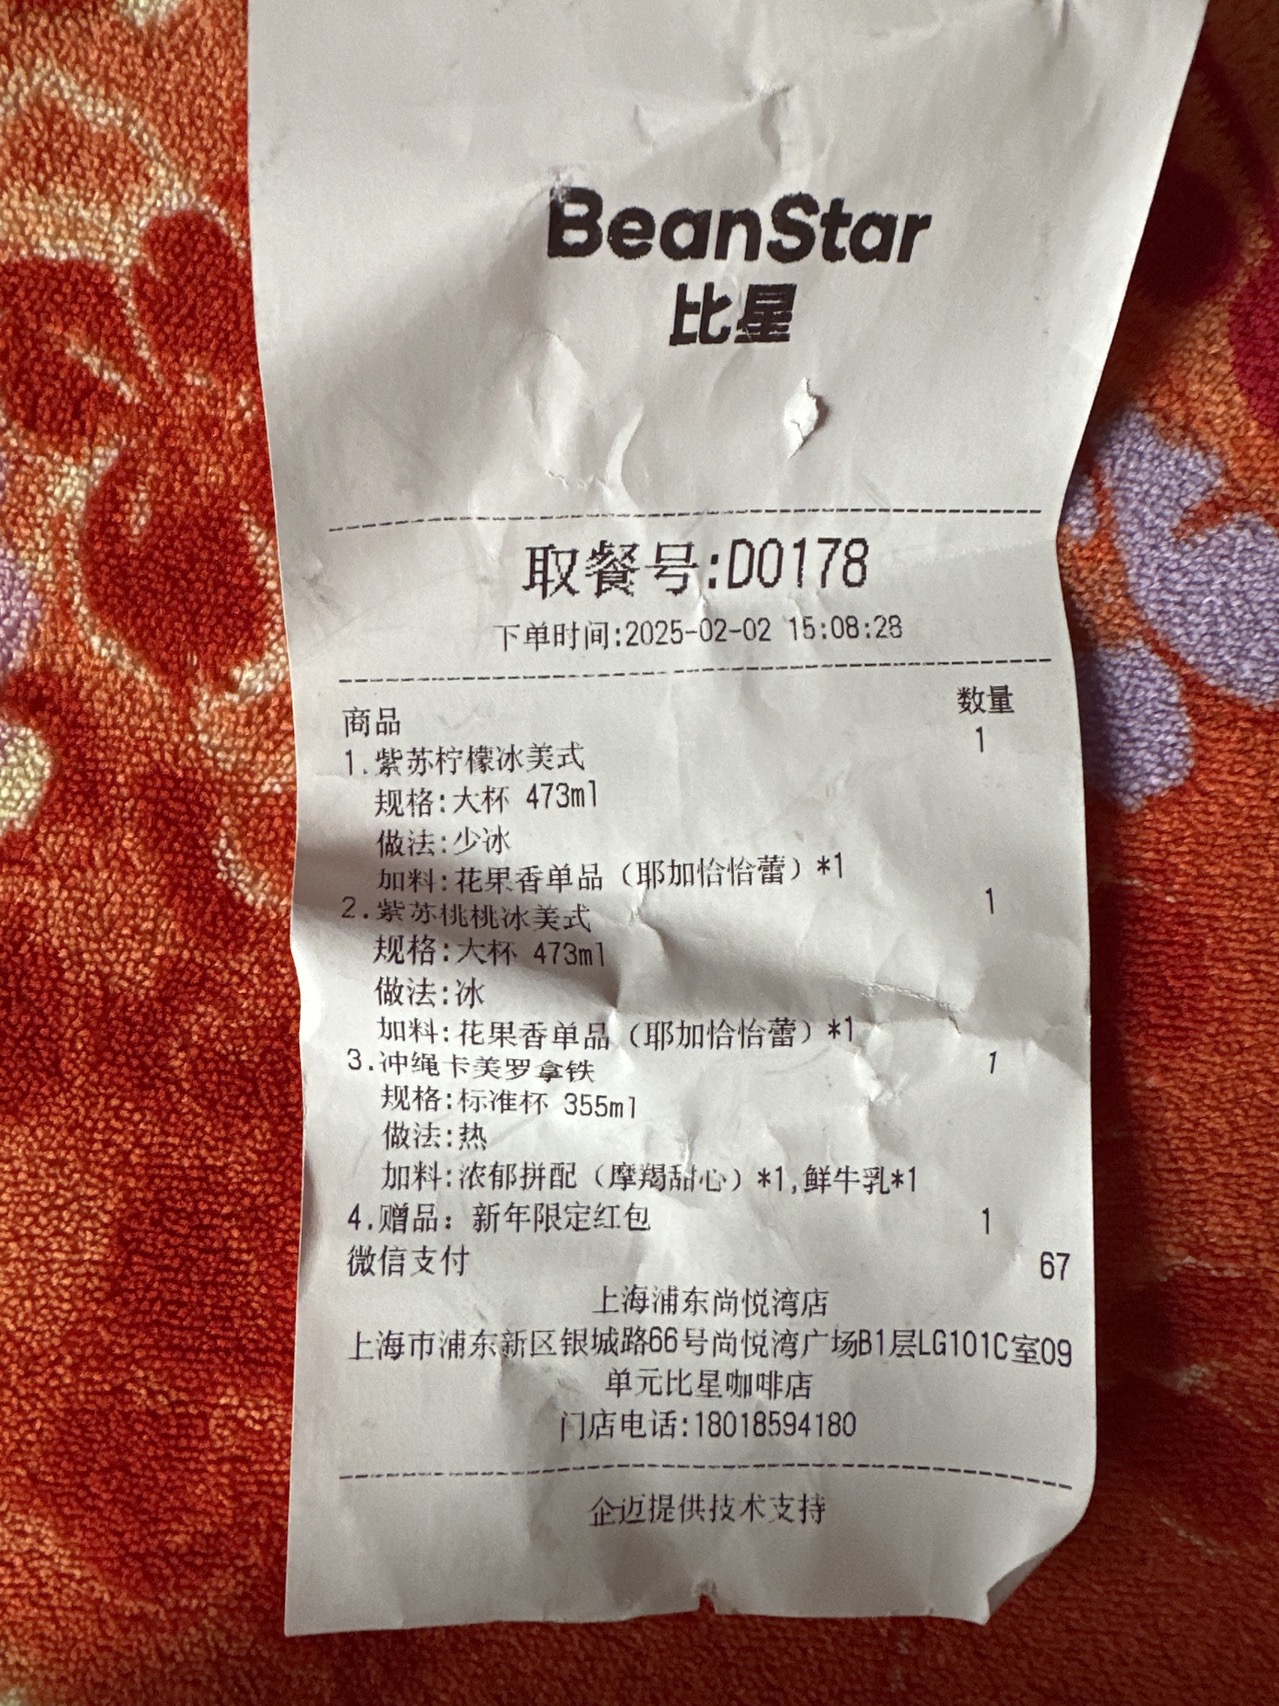 BeanStar
比星
取餐号:D0178
下单时间:2025-02-02 15:08:28
商品 数量
1.紫苏柠檬冰美式 1
规格:大杯 473ml
做法:少冰
加料:花果香单品（耶加恰恰蕾）*1
2.紫苏桃桃冰美式 1
规格:大杯 473ml
做法:冰
加料:花果香单品（耶加恰恰蕾）*1
3.冲绳卡美罗拿铁 1
规格:标准杯 355ml
做法:热
加料:浓郁拼配（摩羯甜心）*1,鲜牛乳*1
4.赠品：新年限定红包 1
微信支付 67
上海浦东尚悦湾店
上海市浦东新区银城路66号尚悦湾广场B1层LG101C室09
单元比星咖啡店
门店电话:18018594180
企迈提供技术支持